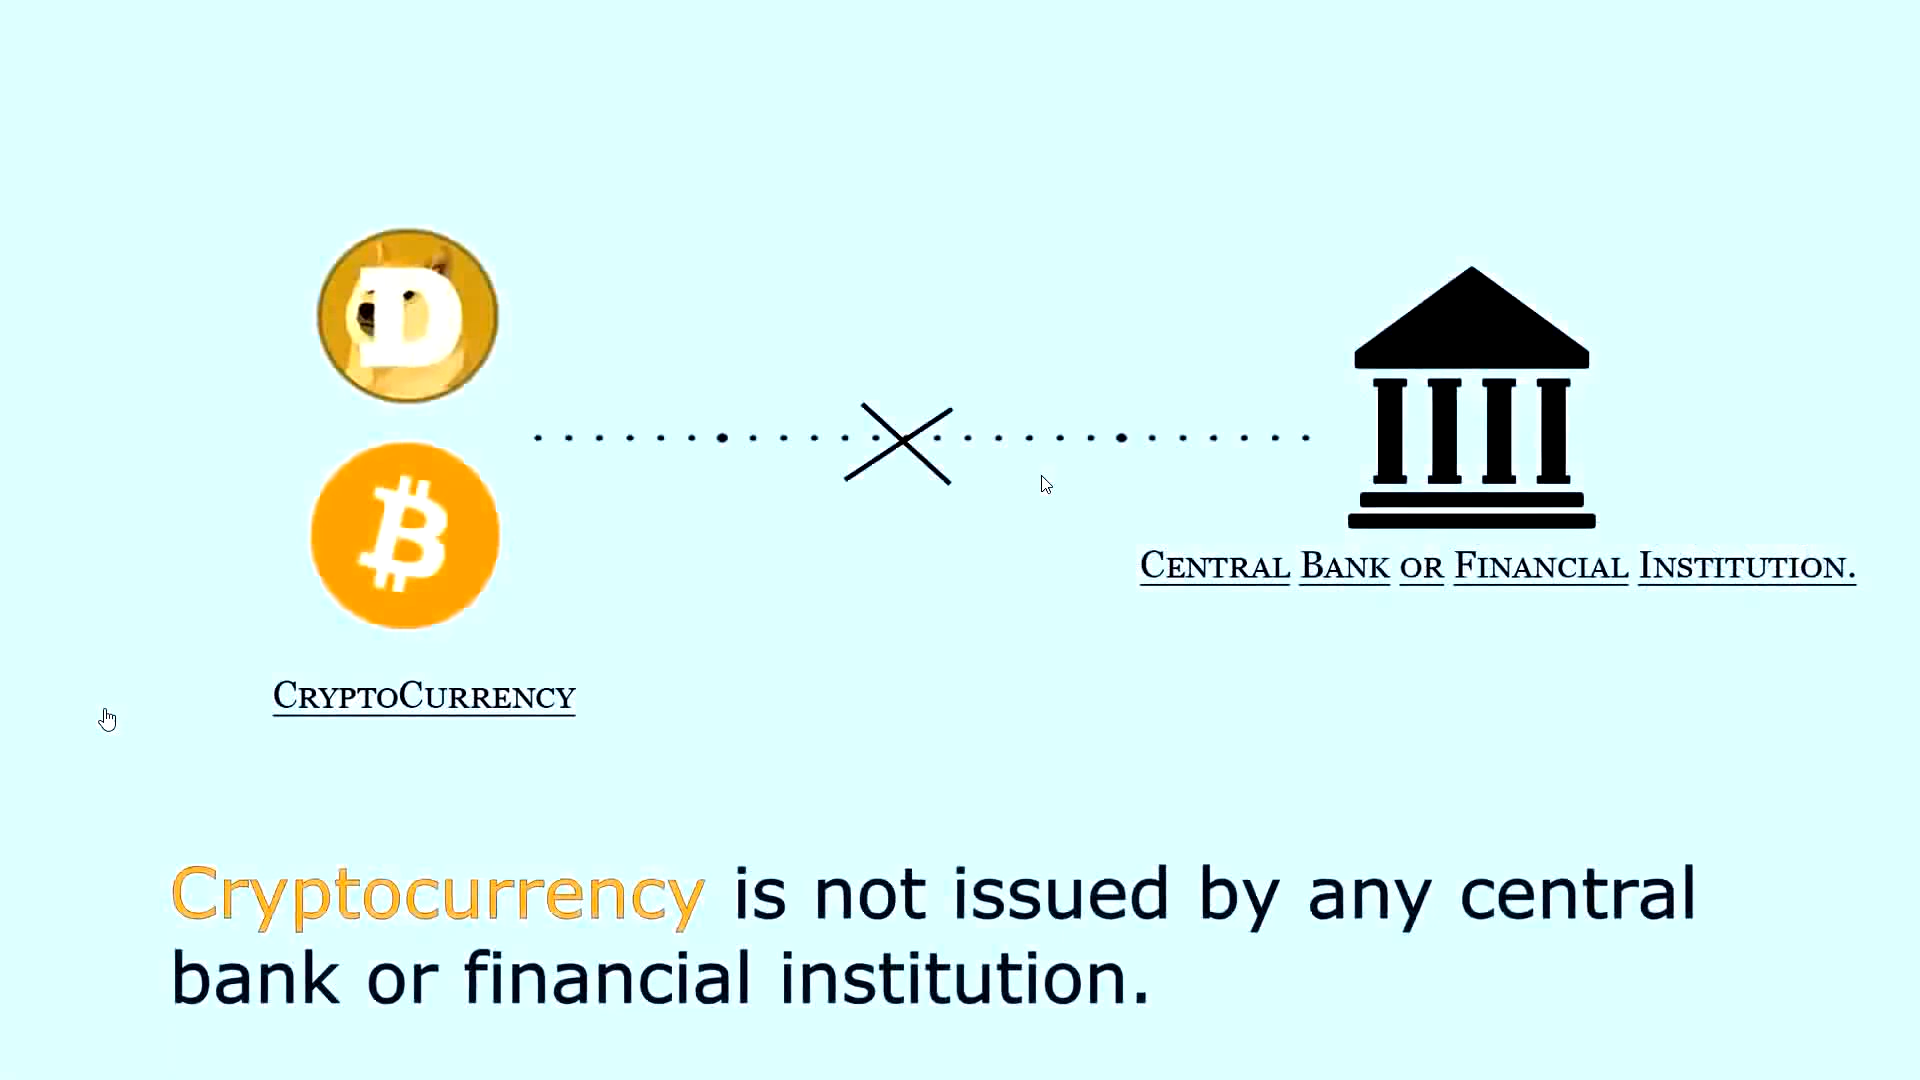 Central Bank or Financial Institution.
CryptoCurrency
Cryptocurrency is not issued by any central
bank or financial institution.